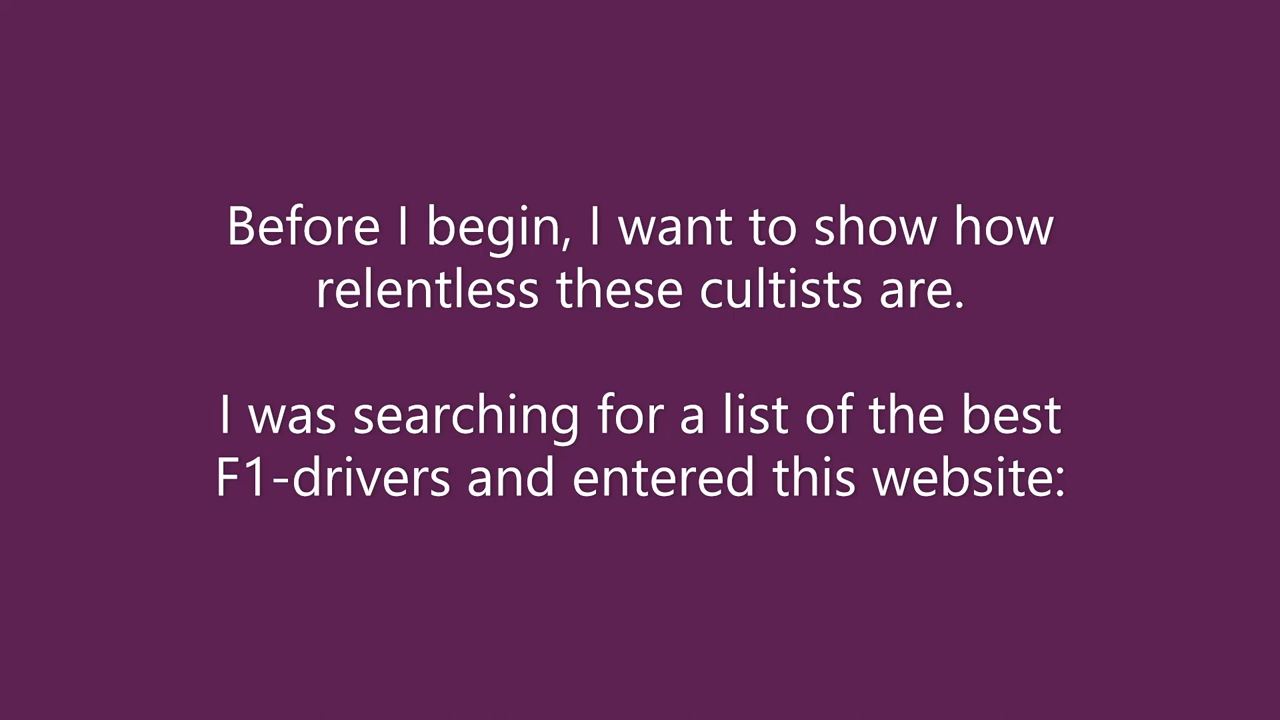 Before I begin, I want to show how
relentless these cultists are.
I was searching for a list of the best
F1-drivers and entered this website: